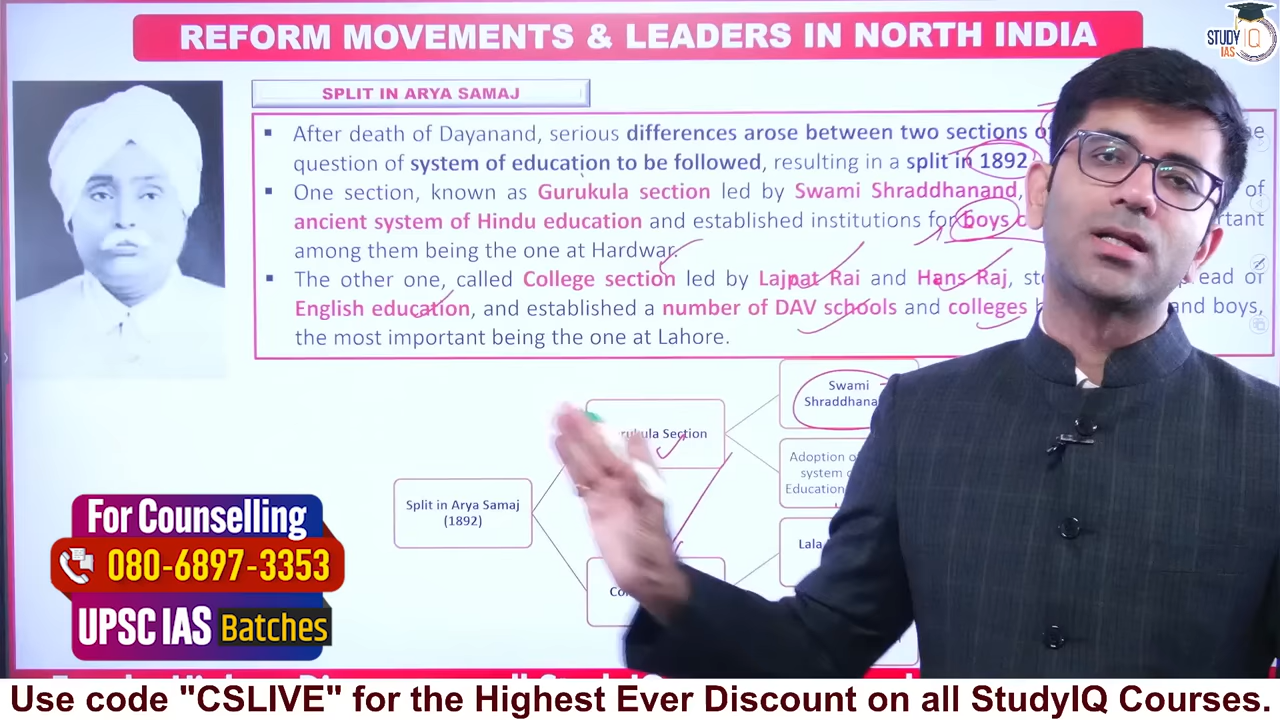 REFORM MOVEMENTS & LEADERS IN NORTH INDIA
STUDY IQ
IAS
SPLIT IN ARYA SAMAJ
After death of Dayanand, serious differences arose between two sections
question of system of education to be followed, resulting in a split in 1892
One section, known as Gurukula section led by Swami Shraddhanand, of
ancient system of Hindu education and established institutions for boys
among them being the one at Hardwar.
The other one, called College section led by Lajpat Rai and Hans Raj,
English education, and established a number of DAV schools and colleges and boys,
the most important being the one at Lahore.
Swami
Section
Adoption
system
Education
Split in Arya Samaj
(1892)
Lala
For Counselling
080-6897-3353
UPSC IAS Batches
Use code "CSLIVE" for the Highest Ever Discount on all StudyIQ Courses.